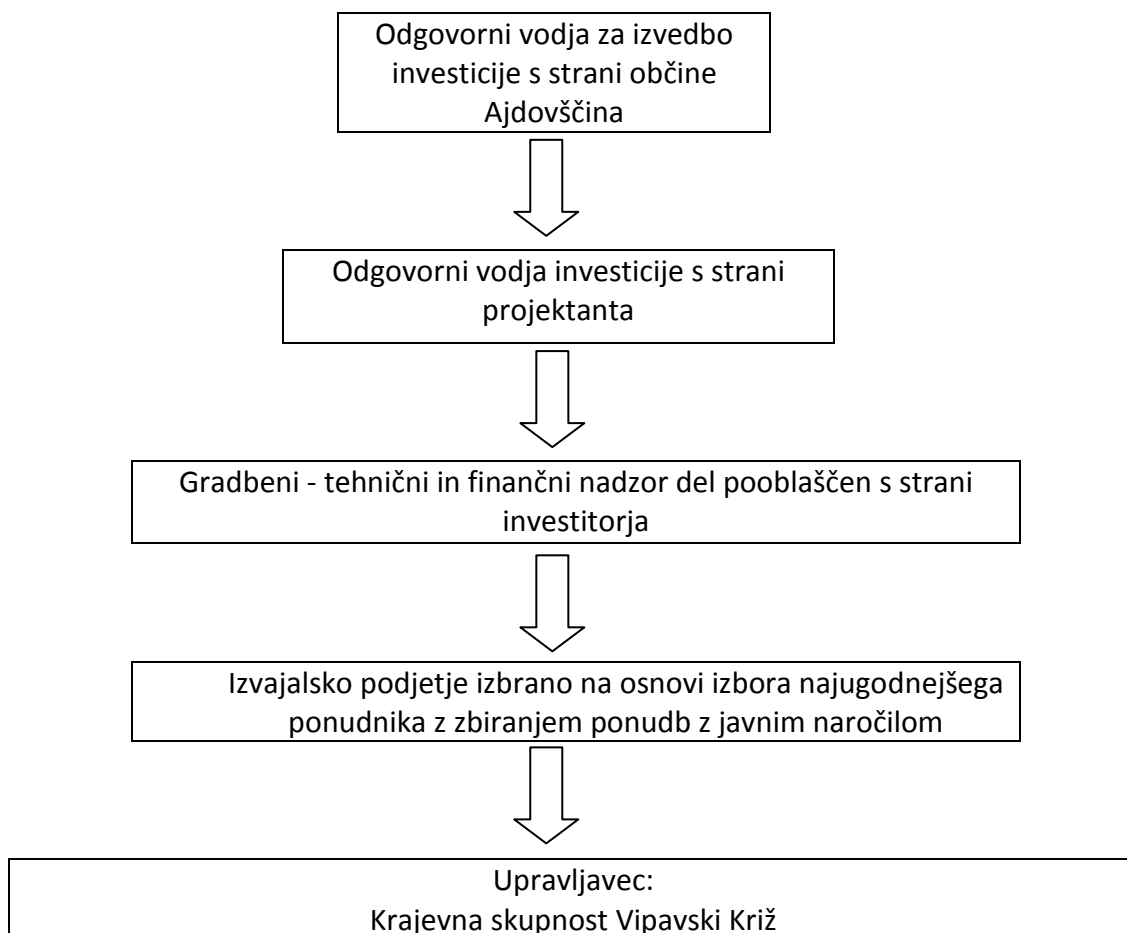 Odgovorni vodja za izvedbo
investicije s strani občine
Ajdovščina
Odgovorni vodja investicije s strani
projektanta
Gradbeni - tehnični in finančni nadzor del pooblaščen s strani
investitorja
Izvajalsko podjetje izbrano na osnovi izbora najugodnejšega
ponudnika z zbiranjem ponudb z javnim naročilom
Upravljavec:
Krajevna skupnost Vipavski Križ